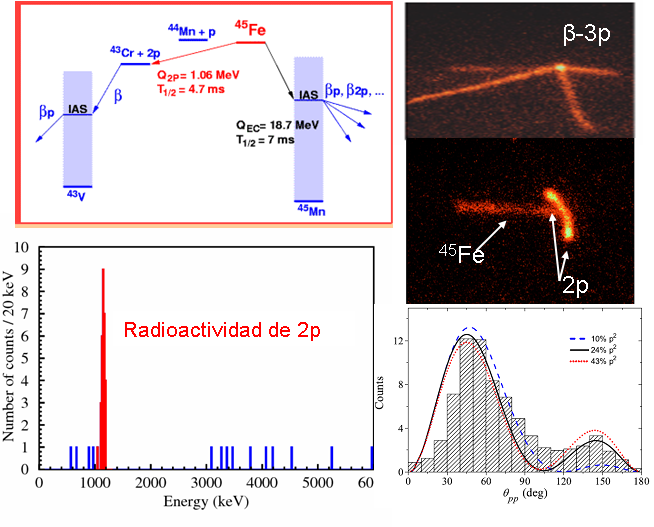 ⁴⁴Mn + p
⁴⁵Fe
⁴³Cr + 2p
Q2P= 1.06 MeV
T1/2 = 4.7 ms
β
βp
IAS
⁴³V
QEC= 18.7 MeV
T1/2 = 7 ms
IAS
βp, β2p, ...
⁴⁵Mn
β-3p
⁴⁵Fe
2p
Number of counts / 20 keV
Radioactividad de 2p
0 1 2 3 4 5 6 7 8 9 10
0 1000 2000 3000 4000 5000 6000
Energy (keV)
Counts
0 4 8 12
10% p²
24% p²
43% p²
0 30 60 90 120 150 180
θpp (deg)